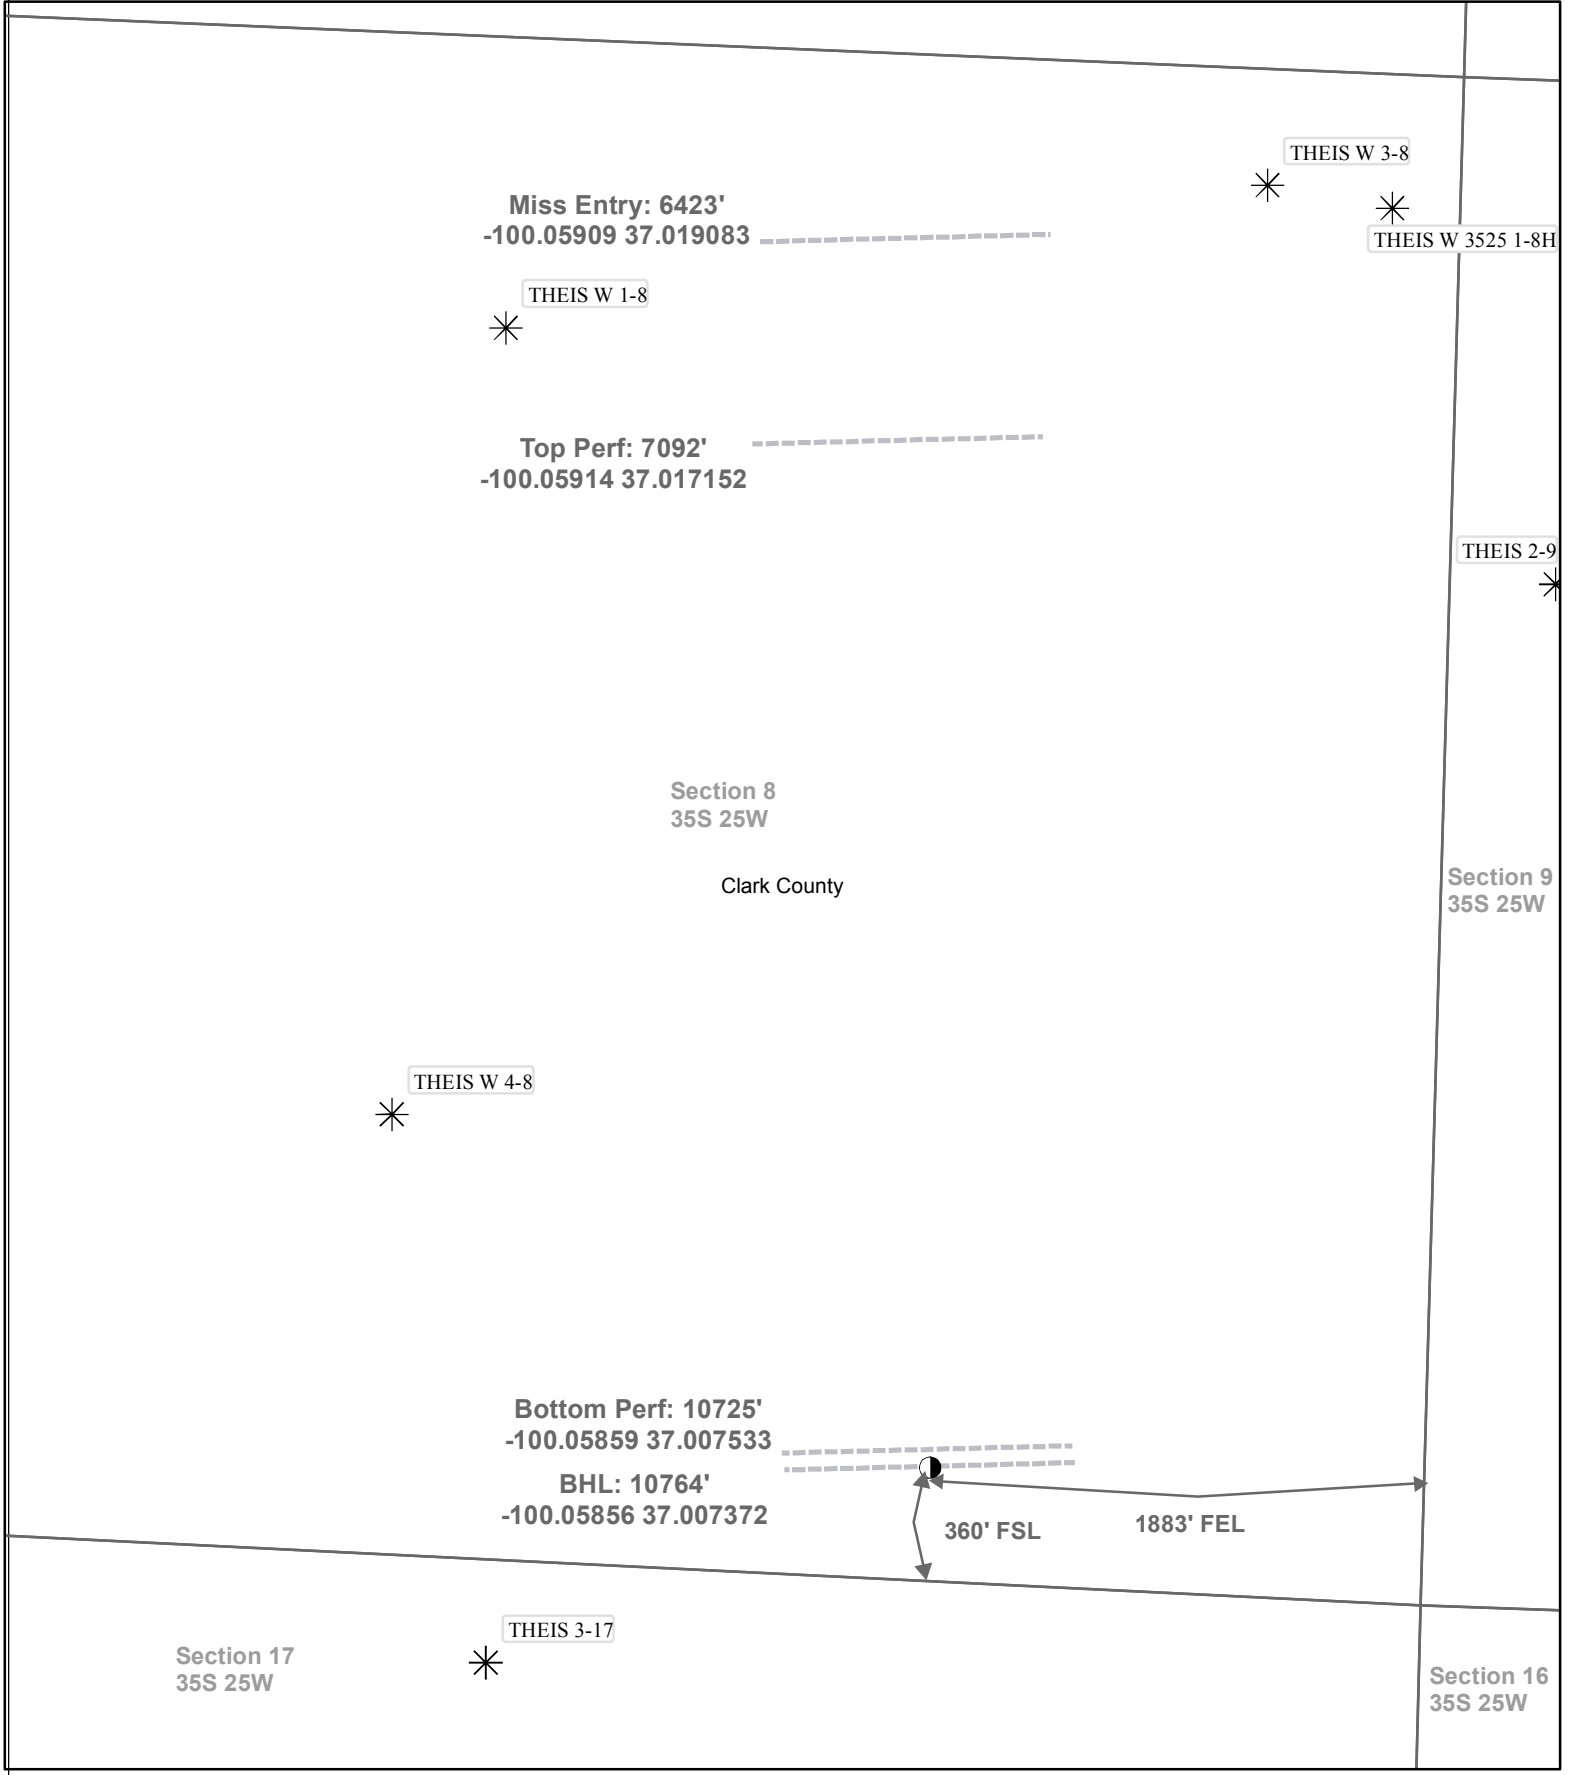 THEIS W 3-8
Miss Entry: 6423'
-100.05909 37.019083
THEIS W 3525 1-8H
THEIS W 1-8
Top Perf: 7092'
-100.05914 37.017152
THEIS 2-9
Section 8
35S 25W
Clark County
Section 9
35S 25W
THEIS W 4-8
Bottom Perf: 10725'
-100.05859 37.007533
BHL: 10764'
-100.05856 37.007372
360' FSL
1883' FEL
THEIS 3-17
Section 17
35S 25W
Section 16
35S 25W